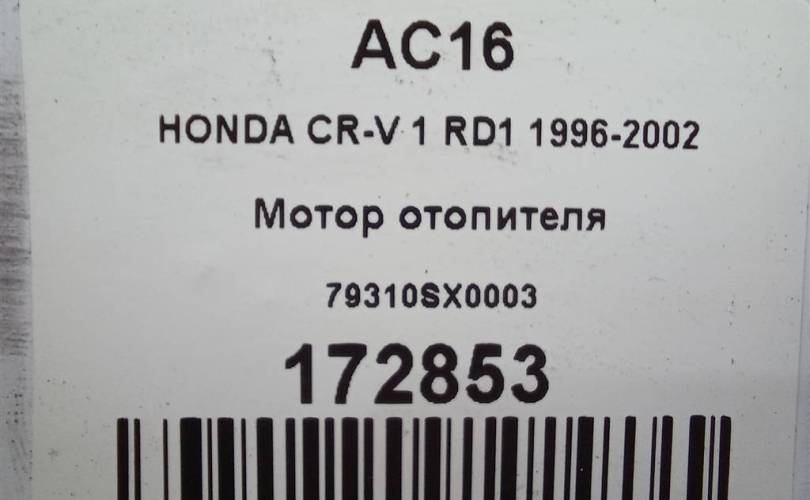 AC16
HONDA CR-V 1 RD1 1996-2002
Мотор отопителя
79310SX0003
172853